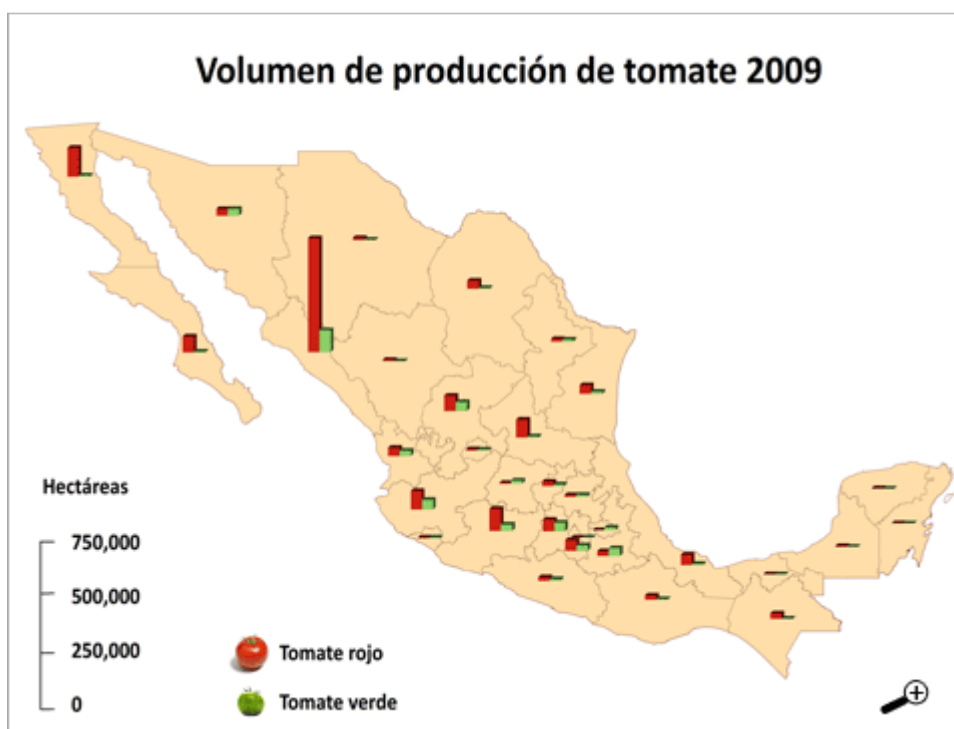 Volumen de producción de tomate 2009
Hectáreas
750,000
500,000
250,000
0
Tomate rojo
Tomate verde